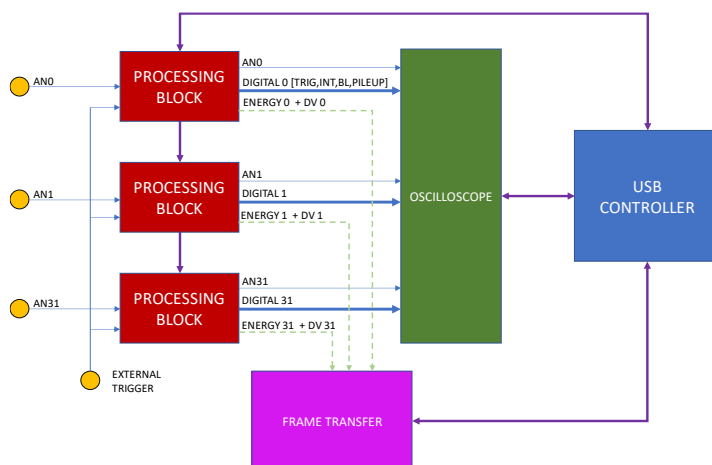 AN0
PROCESSING
BLOCK
AN0
DIGITAL 0 [TRIG,INT,BL,PILEUP]
ENERGY 0 + DV 0
AN1
PROCESSING
BLOCK
AN1
DIGITAL 1
ENERGY 1 + DV 1
OSCILLOSCOPE
USB
CONTROLLER
AN31
PROCESSING
BLOCK
AN31
DIGITAL 31
ENERGY 31 + DV 31
EXTERNAL
TRIGGER
FRAME TRANSFER